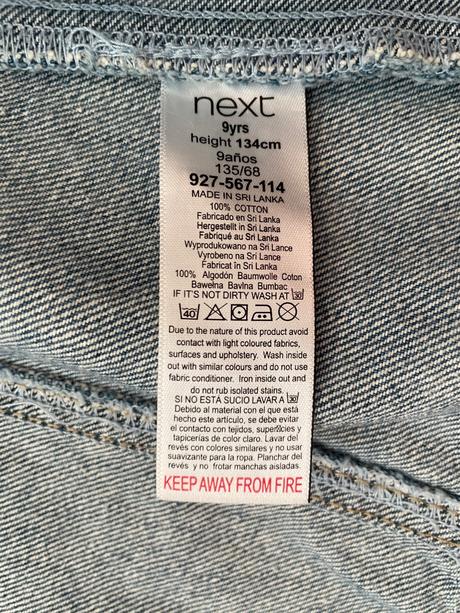 next
9yrs
height 134cm
9años
135/68
927-567-114
MADE IN SRI LANKA
100% COTTON
Fabricado en Sri Lanka
Hergestellt in Sri Lanka
Fabriqué au Sri Lanka
Wyprodukowano na Sri Lance
Vyrobeno na Sri Lance
Fabricat în Sri Lanka
100% Algodón Baumwolle Coton
Bawełna Bavlna Bumbac
IF IT'S NOT DIRTY WASH AT 30
40
Due to the nature of this product avoid
contact with light coloured fabrics,
surfaces and upholstery. Wash inside
out with similar colours and do not use
fabric conditioner. Iron inside out and
do not rub isolated stains.
SI NO ESTÁ SUCIO LAVAR A 30
Debido al material con el que está
hecho este artículo, se debe evitar
el contacto con tejidos, superficies y
tapicerías de color claro. Lavar del
revés con colores similares y no usar
suavizante para la ropa. Planchar del
revés y no frotar manchas aisladas.
KEEP AWAY FROM FIRE